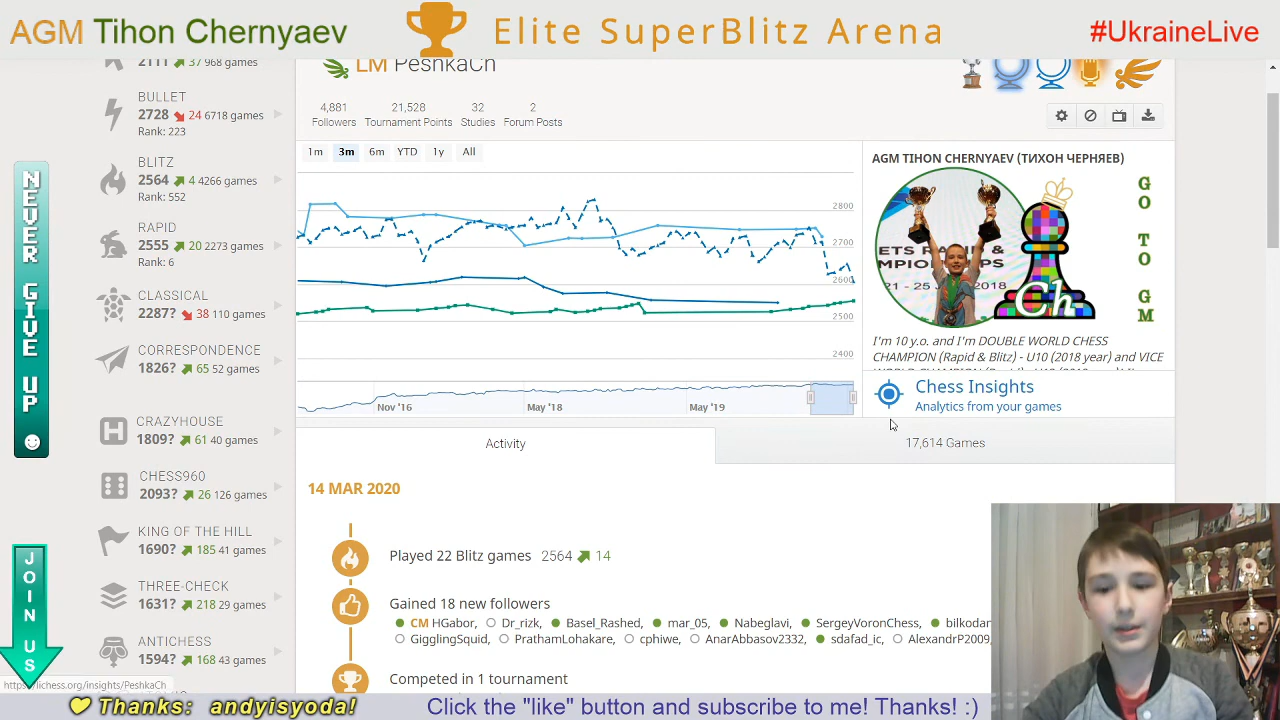 AGM Tihon Chernyaev
Elite SuperBlitz Arena
#UkraineLive
NEVER GIVE UP
JOIN US
2111 37 968 games
BULLET
2728 24 6718 games
Rank: 223
BLITZ
2564 4 4266 games
Rank: 552
RAPID
2555 20 2273 games
Rank: 6
CLASSICAL
2287? 38 110 games
CORRESPONDENCE
1826? 65 52 games
CRAZYHOUSE
1809? 61 40 games
CHESS960
2093? 26 126 games
KING OF THE HILL
1690? 185 41 games
THREE-CHECK
1631? 218 29 games
ANTICHESS
1594? 168 43 games
https://lichess.org/insights/PeshkaCh
LM PeshkaCh
4,881 21,528 32 2
Followers Tournament Points Studies Forum Posts
1m 3m 6m YTD 1y All
2800
2700
2600
2500
2400
Nov '16 May '18 May '19
AGM TIHON CHERNYAEV (ТИХОН ЧЕРНЯЕВ)
21 - 25 2018
Ch
GO TO GM
I'm 10 y.o. and I'm DOUBLE WORLD CHESS
CHAMPION (Rapid & Blitz) - U10 (2018 year) and VICE
Chess Insights
Analytics from your games
Activity
17,614 Games
14 MAR 2020
Played 22 Blitz games 2564 14
Gained 18 new followers
CM HGabor, Dr_rizk, Basel_Rashed, mar_05, Nabeglavi, SergeyVoronChess, bilkodan
GigglingSquid, PrathamLohakare, cphiwe, AnarAbbasov2332, sdafad_ic, AlexandrP2009,
Competed in 1 tournament
Thanks: andyisyoda!
Click the "like" button and subscribe to me! Thanks! :)